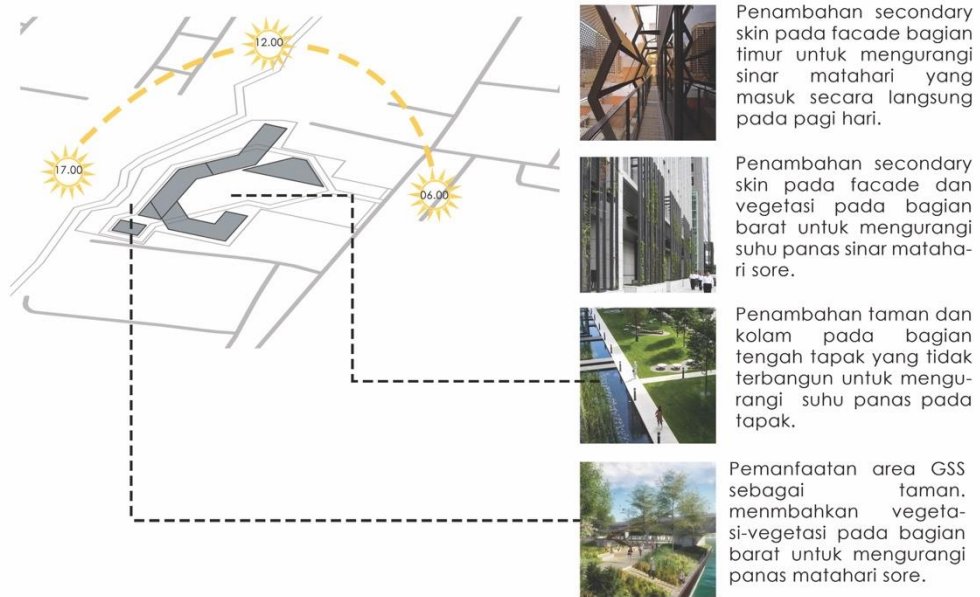 12.00
17.00
06.00
Penambahan secondary
skin pada facade bagian
timur untuk mengurangi
sinar matahari yang
masuk secara langsung
pada pagi hari.
Penambahan secondary
skin pada facade dan
vegetasi pada bagian
barat untuk mengurangi
suhu panas sinar mataha-
ri sore.
Penambahan taman dan
kolam pada bagian
tengah tapak yang tidak
terbangun untuk mengu-
rangi suhu panas pada
tapak.
Pemanfaatan area GSS
sebagai taman.
menmbahkan vegeta-
si-vegetasi pada bagian
barat untuk mengurangi
panas matahari sore.